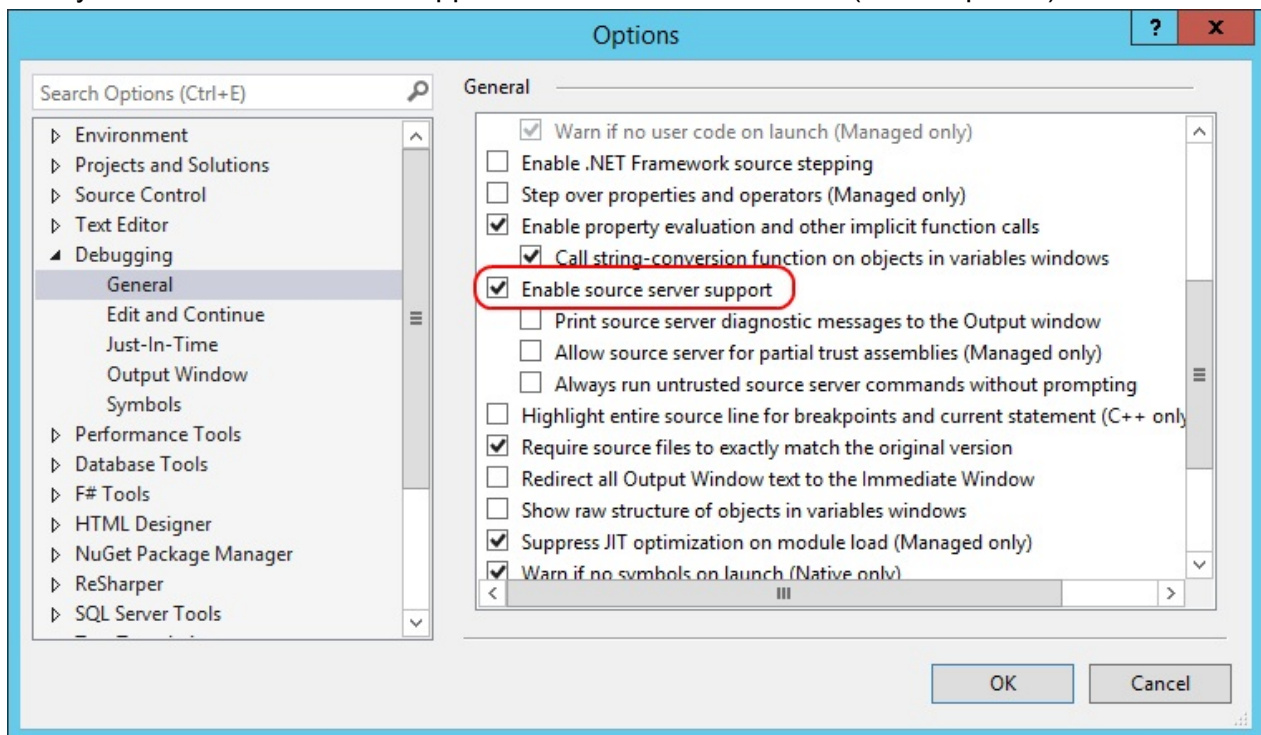 Options
?
x
Search Options (Ctrl+E)
Environment
Projects and Solutions
Source Control
Text Editor
Debugging
General
Edit and Continue
Just-In-Time
Output Window
Symbols
Performance Tools
Database Tools
F# Tools
HTML Designer
NuGet Package Manager
ReSharper
SQL Server Tools
General
Warn if no user code on launch (Managed only)
Enable .NET Framework source stepping
Step over properties and operators (Managed only)
Enable property evaluation and other implicit function calls
Call string-conversion function on objects in variables windows
Enable source server support
Print source server diagnostic messages to the Output window
Allow source server for partial trust assemblies (Managed only)
Always run untrusted source server commands without prompting
Highlight entire source line for breakpoints and current statement (C++ only
Require source files to exactly match the original version
Redirect all Output Window text to the Immediate Window
Show raw structure of objects in variables windows
Suppress JIT optimization on module load (Managed only)
Warn if no symbols on launch (Native only)
OK
Cancel